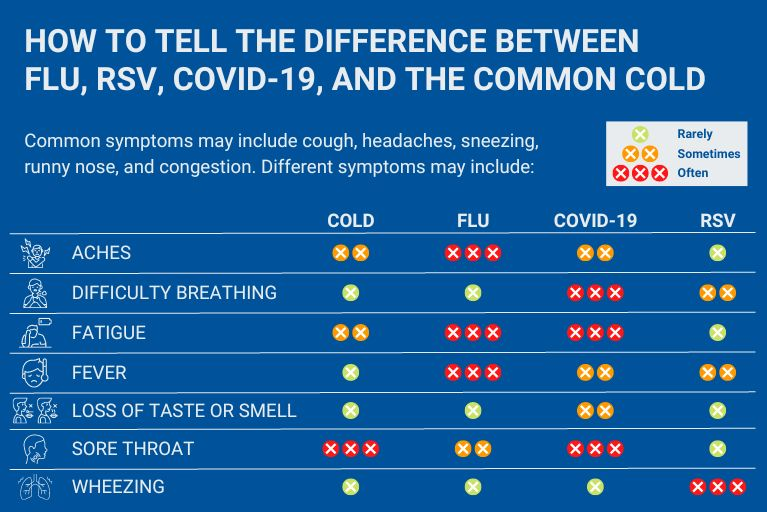 HOW TO TELL THE DIFFERENCE BETWEEN
FLU, RSV, COVID-19, AND THE COMMON COLD
Common symptoms may include cough, headaches, sneezing,
runny nose, and congestion. Different symptoms may include:
Rarely
Sometimes
Often
COLD FLU COVID-19 RSV
ACHES
DIFFICULTY BREATHING
FATIGUE
FEVER
LOSS OF TASTE OR SMELL
SORE THROAT
WHEEZING